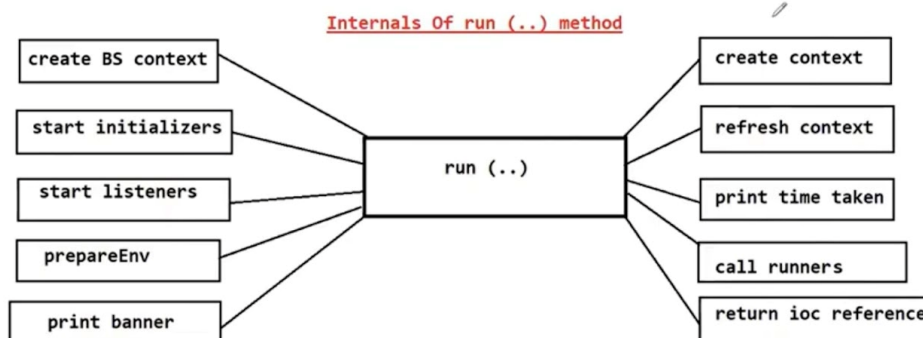 Internals Of run (..) method
create BS context
start initializers
start listeners
prepareEnv
print banner
run (..)
create context
refresh context
print time taken
call runners
return ioc reference